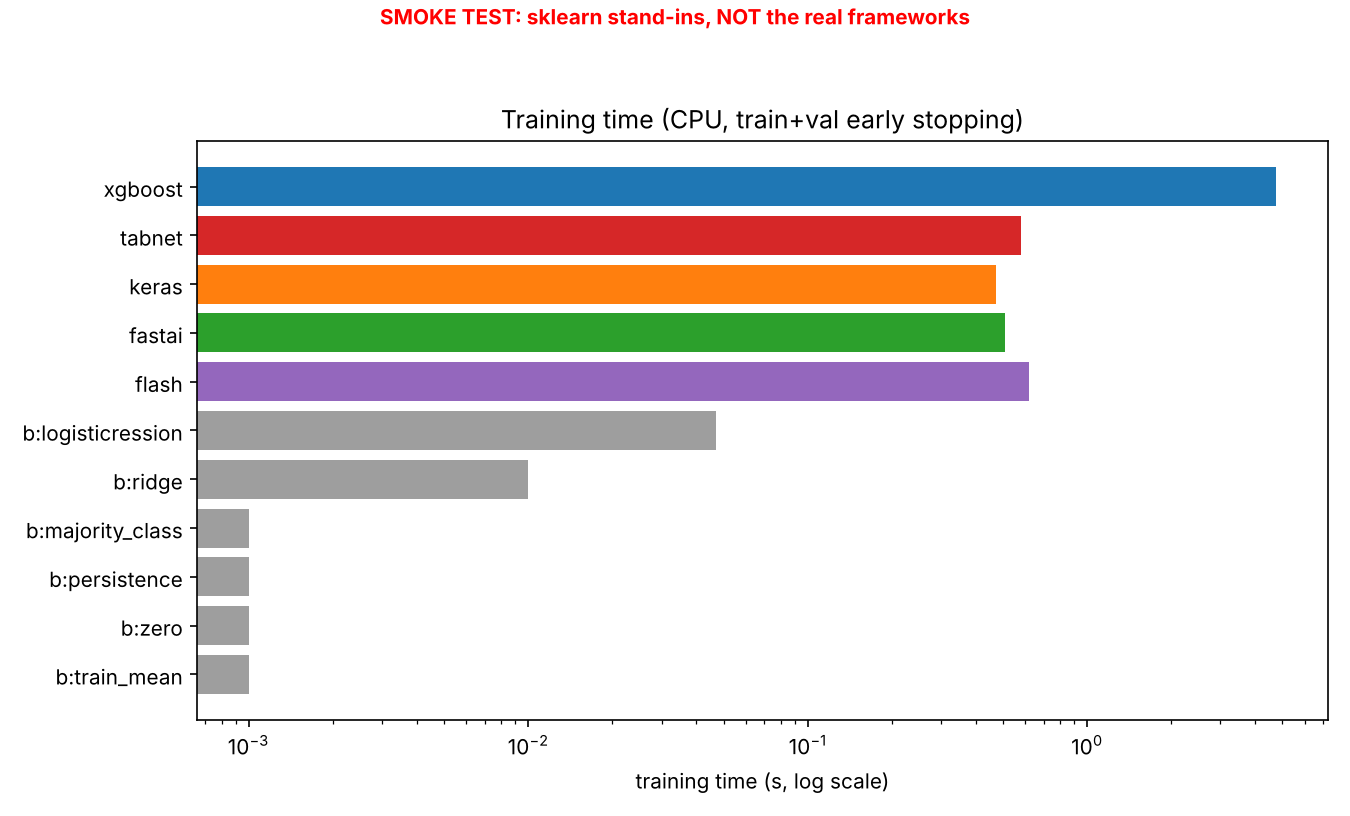 SMOKE TEST: sklearn stand-ins, NOT the real frameworks
Training time (CPU, train+val early stopping)
xgboost
tabnet
keras
fastai
flash
b:logisticression
b:ridge
b:majority_class
b:persistence
b:zero
b:train_mean
10⁻³ 10⁻² 10⁻¹ 10⁰
training time (s, log scale)